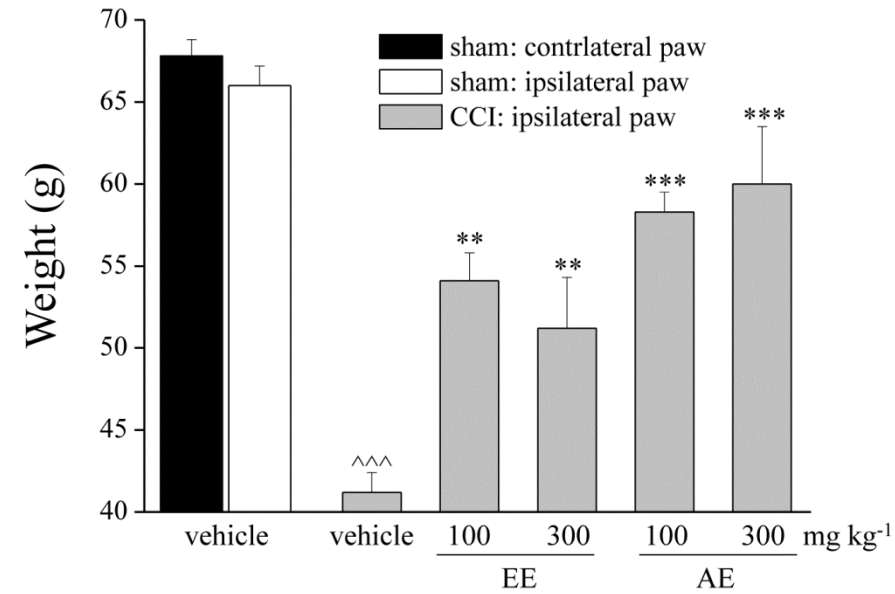 70
65
60
55
50
45
40
Weight (g)
sham: contrlateral paw
sham: ipsilateral paw
CCI: ipsilateral paw
^^^
**
**
***
***
vehicle vehicle 100 300 100 300 mg kg-1
EE AE